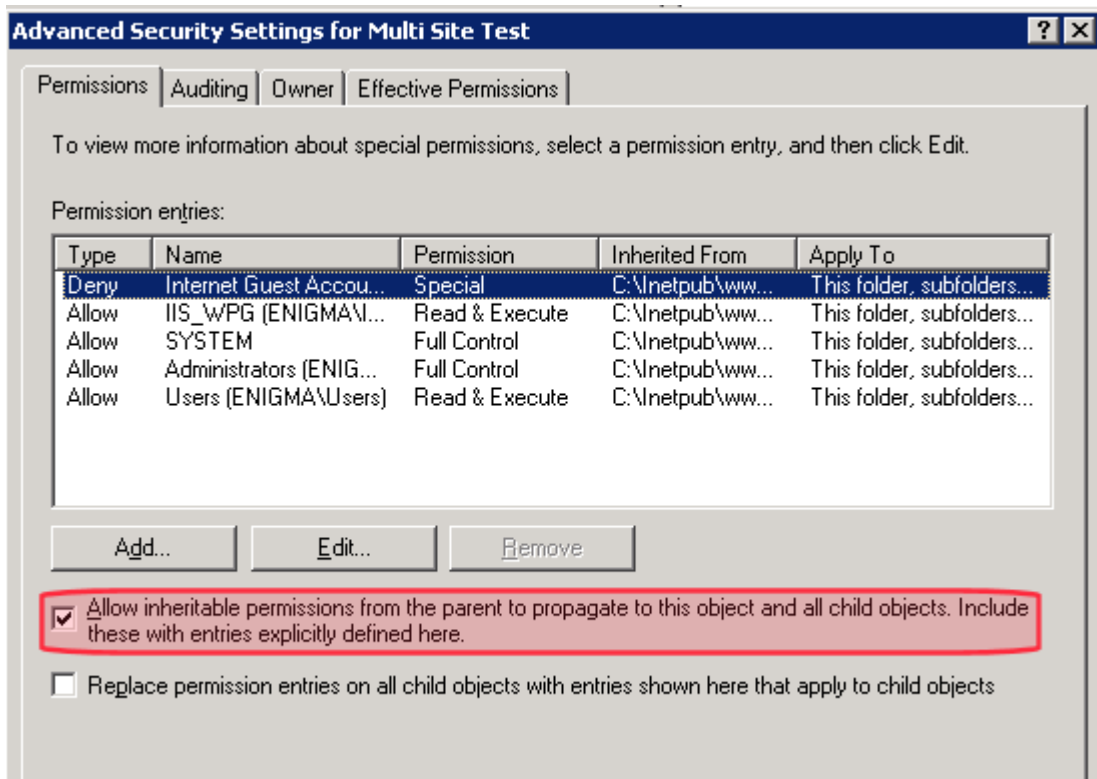 Advanced Security Settings for Multi Site Test
Permissions Auditing Owner Effective Permissions
To view more information about special permissions, select a permission entry, and then click Edit.
Permission entries:
Type Name Permission Inherited From Apply To
Deny Internet Guest Accou... Special C:\Inetpub\ww... This folder, subfolders...
Allow IIS_WPG (ENIGMA\I... Read & Execute C:\Inetpub\ww... This folder, subfolders...
Allow SYSTEM Full Control C:\Inetpub\ww... This folder, subfolders...
Allow Administrators (ENIG... Full Control C:\Inetpub\ww... This folder, subfolders...
Allow Users (ENIGMA\Users) Read & Execute C:\Inetpub\ww... This folder, subfolders...
Add... Edit... Remove
Allow inheritable permissions from the parent to propagate to this object and all child objects. Include
these with entries explicitly defined here.
Replace permission entries on all child objects with entries shown here that apply to child objects